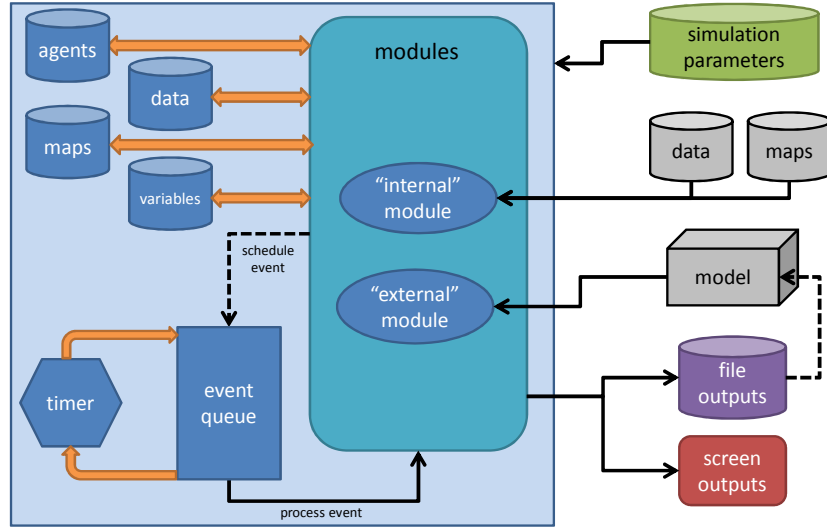 agents
data
maps
variables
modules
"internal"
module
"external"
module
schedule
event
timer
event
queue
process event
simulation
parameters
data
maps
model
file
outputs
screen
outputs